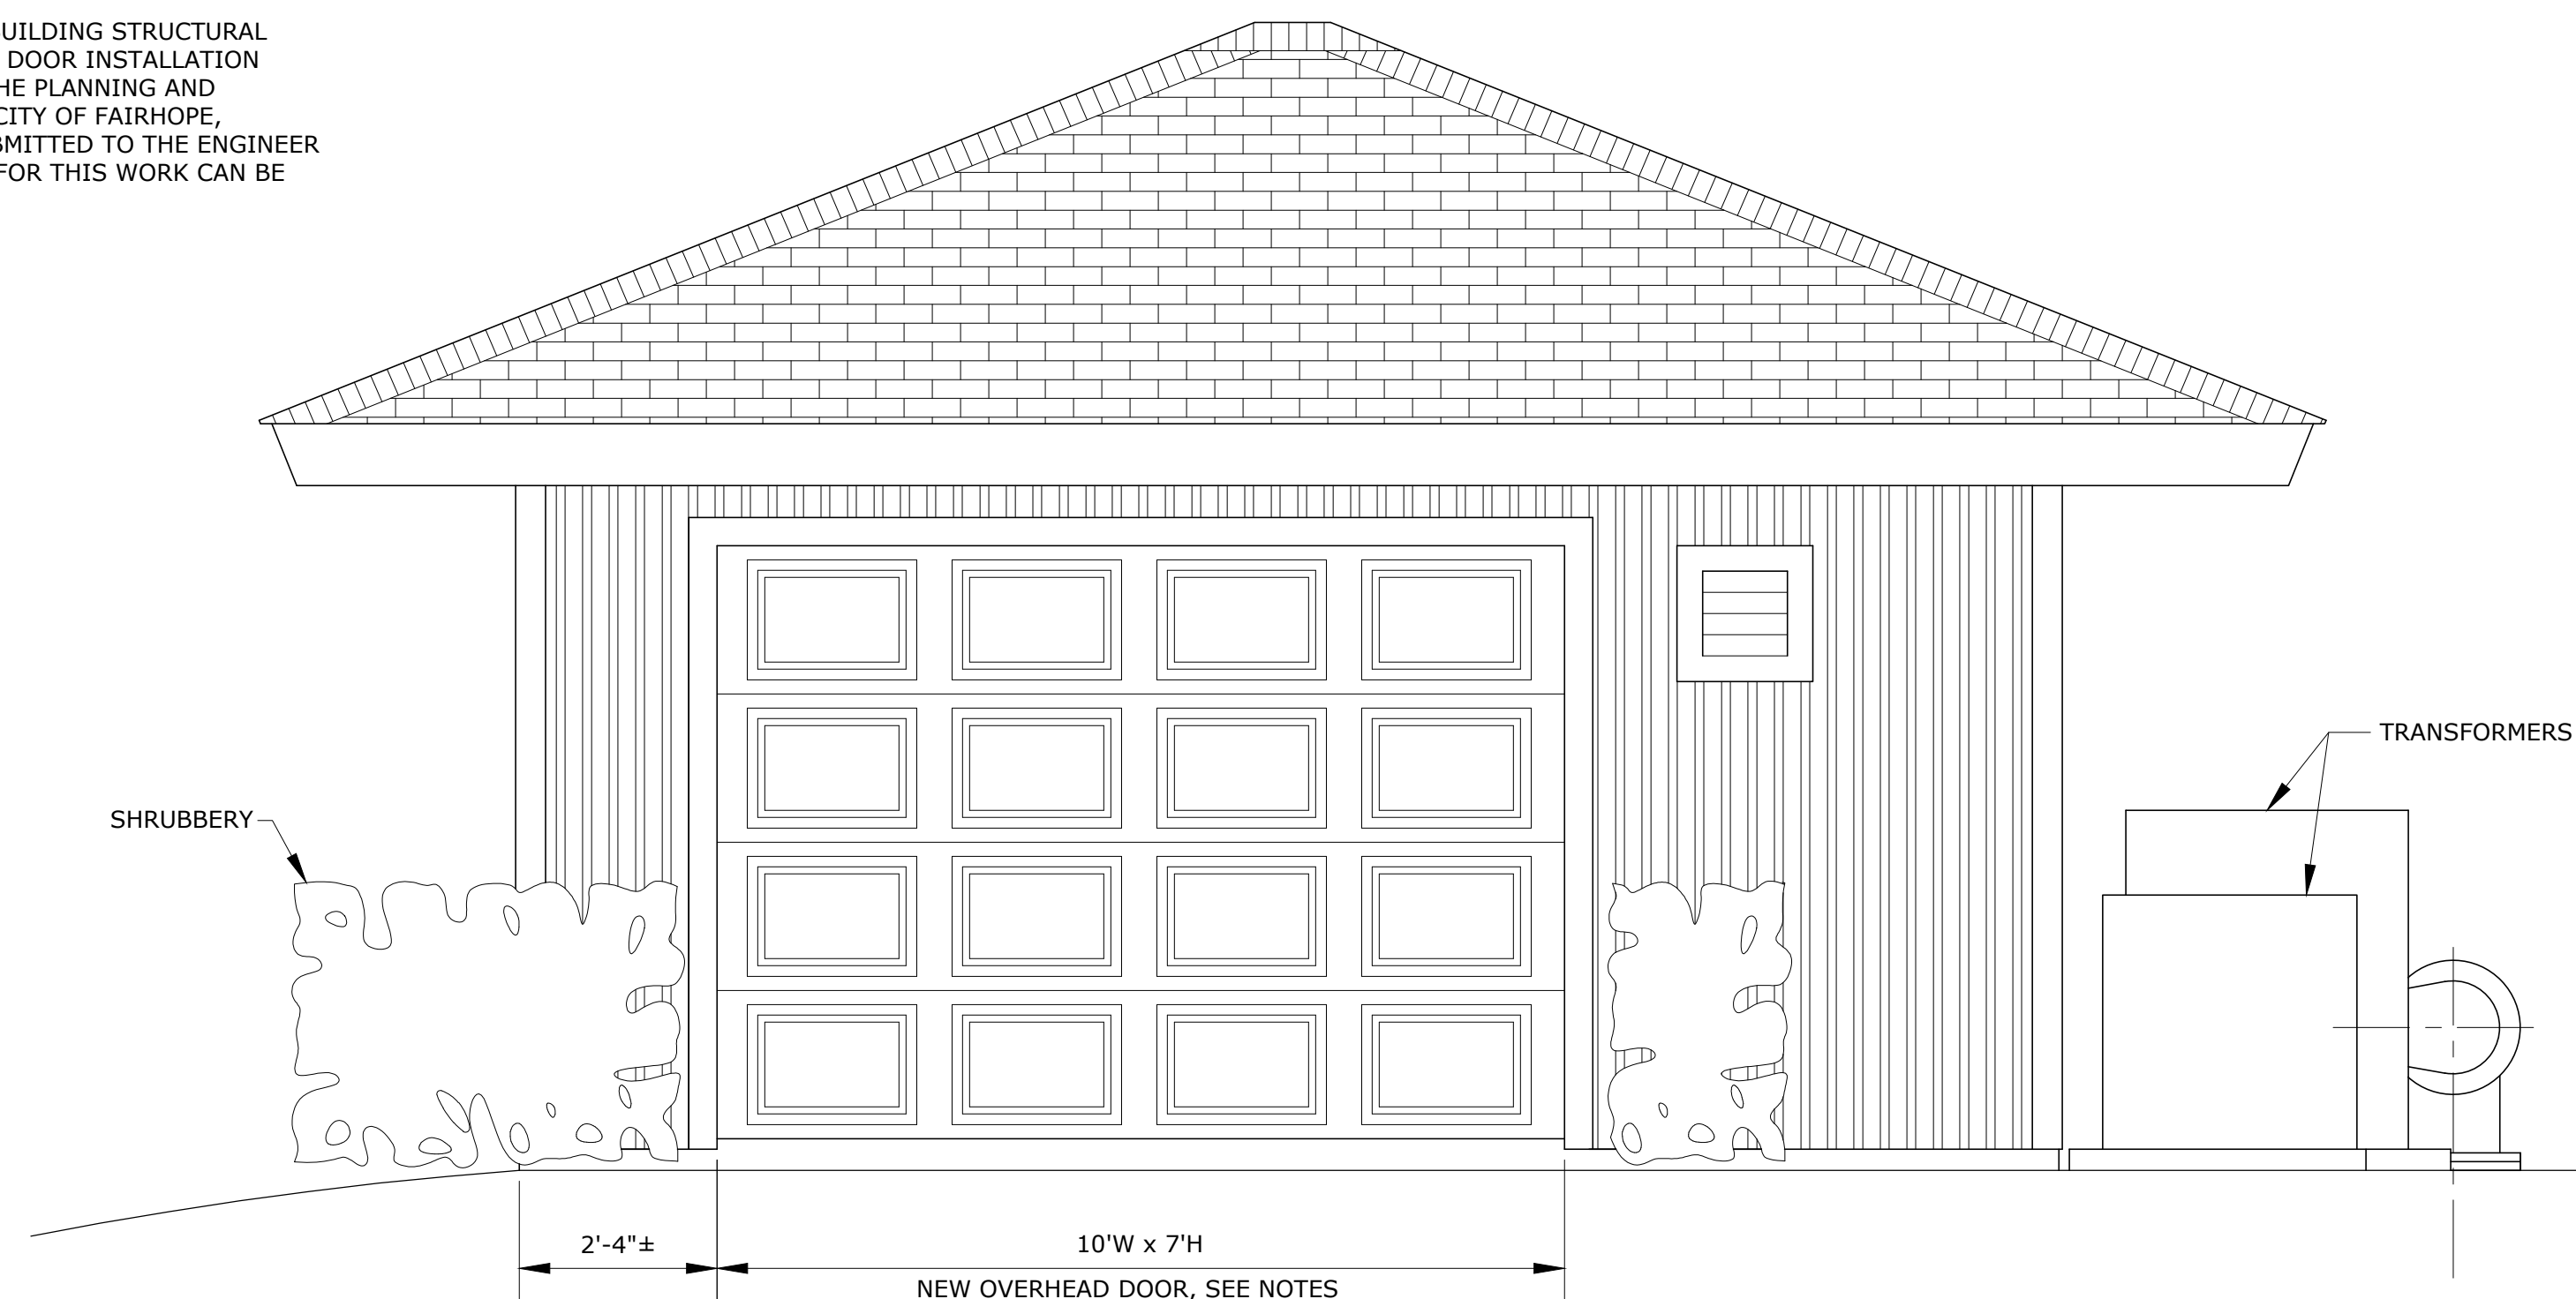 UILDING STRUCTURAL
DOOR INSTALLATION
HE PLANNING AND
CITY OF FAIRHOPE,
BMITTED TO THE ENGINEER
FOR THIS WORK CAN BE
TRANSFORMERS
SHRUBBERY
2'-4"±
10'W x 7'H
NEW OVERHEAD DOOR, SEE NOTES